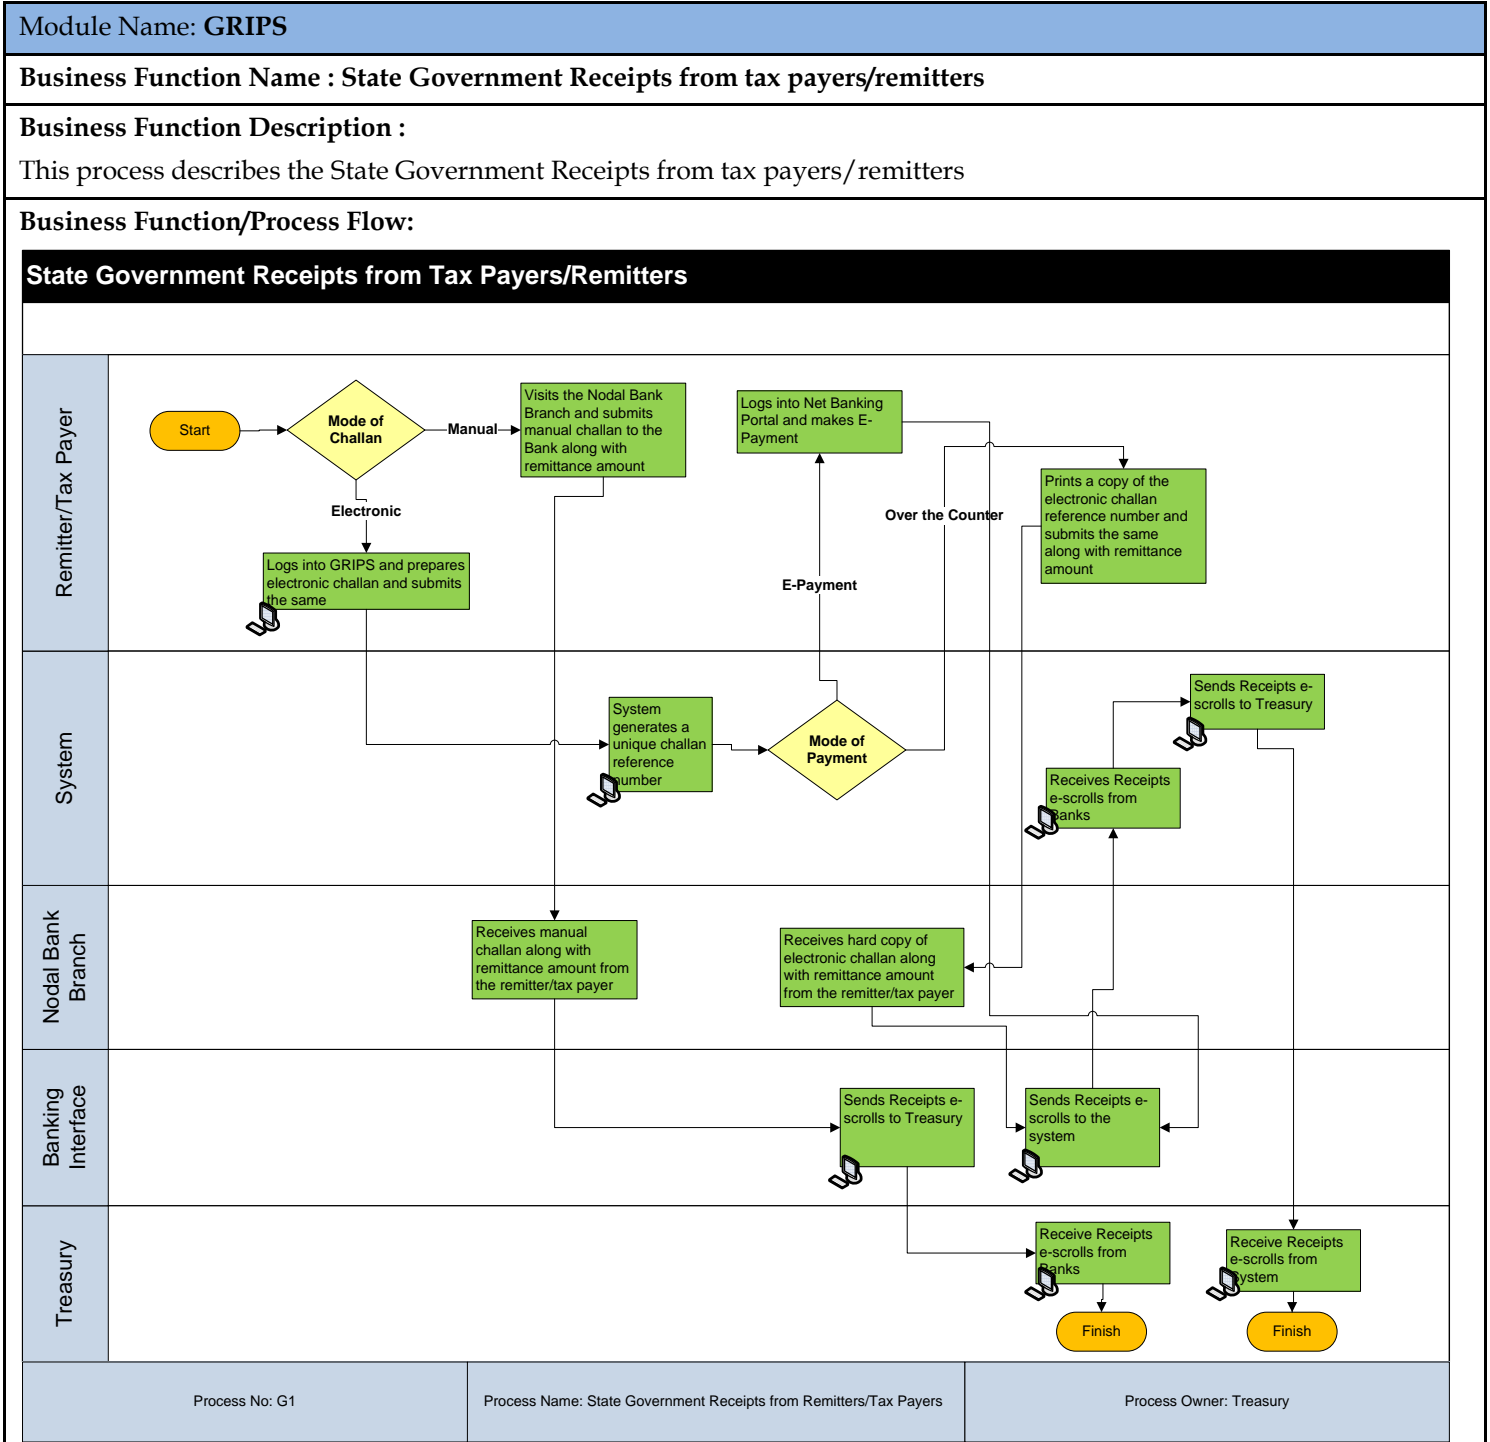 Module Name: GRIPS
Business Function Name : State Government Receipts from tax payers/remitters
Business Function Description :
This process describes the State Government Receipts from tax payers/remitters
Business Function/Process Flow:
State Government Receipts from Tax Payers/Remitters
Remitter/Tax Payer
Start
Mode of
Challan
Manual
Visits the Nodal Bank
Branch and submits
manual challan to the
Bank along with
remittance amount
Electronic
Logs into GRIPS and prepares
electronic challan and submits
the same
Logs into Net Banking
Portal and makes E-
Payment
E-Payment
Over the Counter
Prints a copy of the
electronic challan
reference number and
submits the same
along with remittance
amount
System
System
generates a
unique challan
reference
number
Mode of
Payment
Sends Receipts e-
scrolls to Treasury
Receives Receipts
e-scrolls from
Banks
Nodal Bank
Branch
Receives manual
challan along with
remittance amount from
the remitter/tax payer
Receives hard copy of
electronic challan along
with remittance amount
from the remitter/tax payer
Banking
Interface
Sends Receipts e-
scrolls to Treasury
Sends Receipts e-
scrolls to the
system
Treasury
Receive Receipts
e-scrolls from
Banks
Receive Receipts
e-scrolls from
System
Finish
Finish
Process No: G1
Process Name: State Government Receipts from Remitters/Tax Payers
Process Owner: Treasury